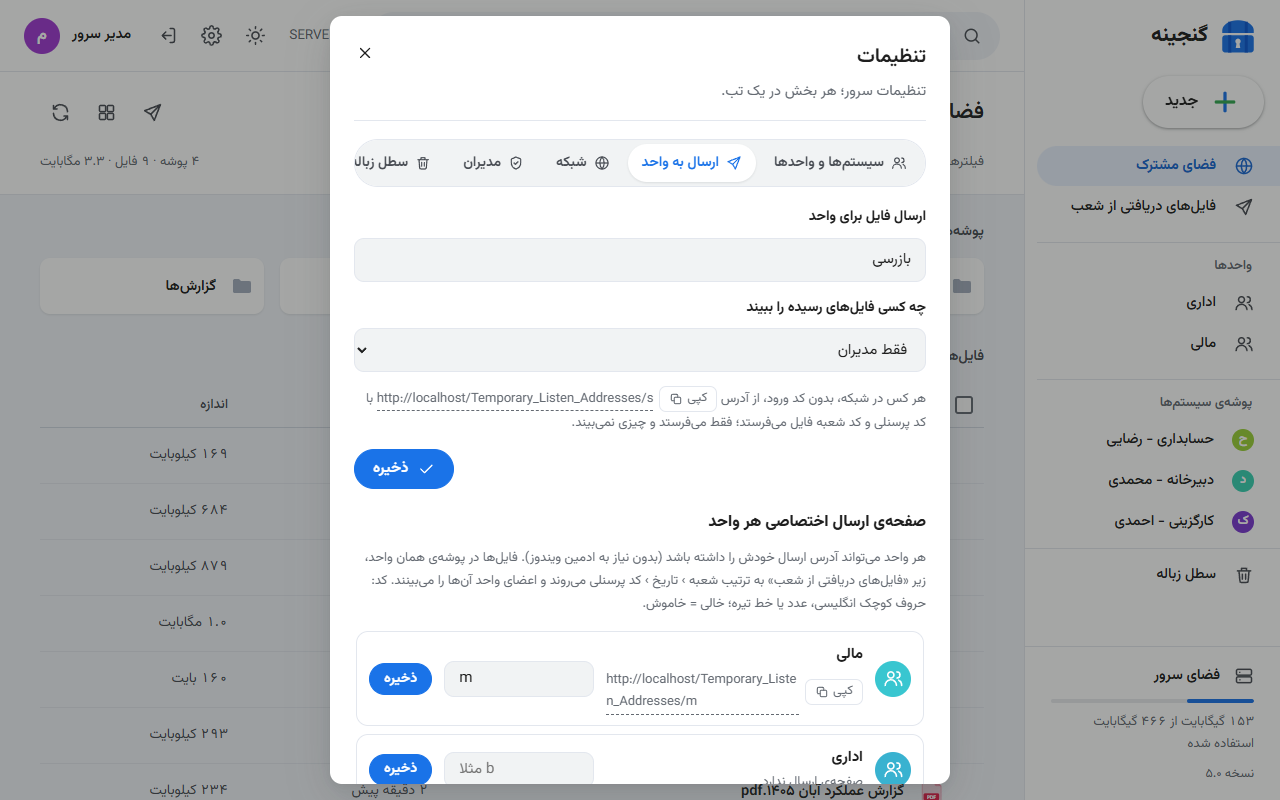 گنجینه
جدید
فضای مشترک
فایل‌های دریافتی از شعب
واحدها
اداری
مالی
پوشه‌ی سیستم‌ها
ح
حسابداری - رضایی
د
دبیرخانه - محمدی
ک
کارگزینی - احمدی
سطل زباله
فضای سرور
۱۵۳ گیگابایت از ۴۶۶ گیگابایت
استفاده شده
نسخه ۵.۰
SERVE
مدیر سرور
م
۴ پوشه · ۹ فایل · ۳.۳ مگابایت
گزارش‌ها
اندازه
۱۶۹ کیلوبایت
۶۸۴ کیلوبایت
۸۷۹ کیلوبایت
۱.۰ مگابایت
۱۶۰ بایت
۲۹۳ کیلوبایت
PDF
گزارش عملکرد آبان ۱۴۰۵.pdf
۲ دقیقه پیش
۲۳۴ کیلوبایت
تنظیمات
تنظیمات سرور؛ هر بخش در یک تب.
سیستم‌ها و واحدها
ارسال به واحد
شبکه
مدیران
سطل زباله
ارسال فایل برای واحد
بازرسی
چه کسی فایل‌های رسیده را ببیند
فقط مدیران
هر کس در شبکه، بدون کد ورود، از آدرس کپی http://localhost/Temporary_Listen_Addresses/s با
کد پرسنلی و کد شعبه فایل می‌فرستد؛ فقط می‌فرستد و چیزی نمی‌بیند.
ذخیره
صفحه‌ی ارسال اختصاصی هر واحد
هر واحد می‌تواند آدرس ارسال خودش را داشته باشد (بدون نیاز به ادمین ویندوز). فایل‌ها در پوشه‌ی همان واحد،
زیر «فایل‌های دریافتی از شعب» به ترتیب شعبه › تاریخ › کد پرسنلی می‌روند و اعضای واحد آن‌ها را می‌بینند. کد:
حروف کوچک انگلیسی، عدد یا خط تیره؛ خالی = خاموش.
مالی
کپی
http://localhost/Temporary_Liste
n_Addresses/m
m
ذخیره
اداری
صفحه‌ی ارسال ندارد
مثلا b
ذخیره